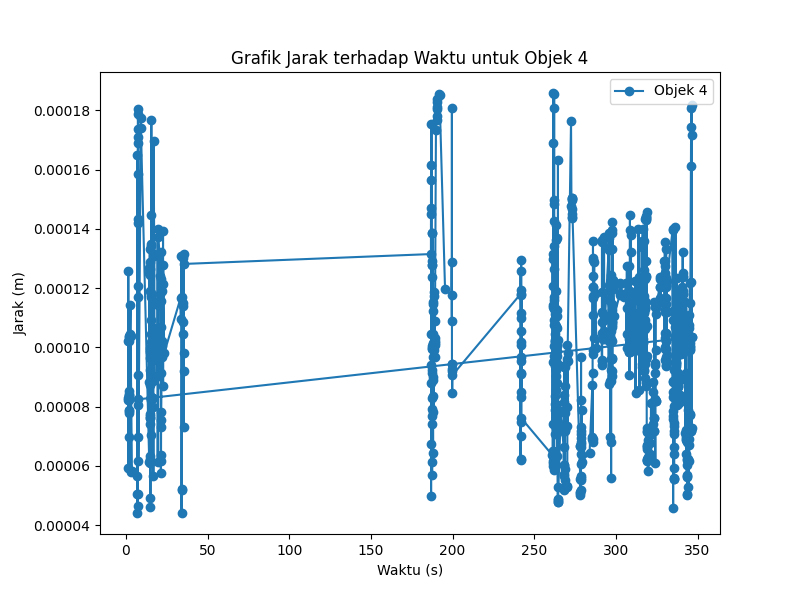 Grafik Jarak terhadap Waktu untuk Objek 4
Objek 4
0.00018
0.00016
0.00014
0.00012
0.00010
0.00008
0.00006
0.00004
Jarak (m)
0 50 100 150 200 250 300 350
Waktu (s)